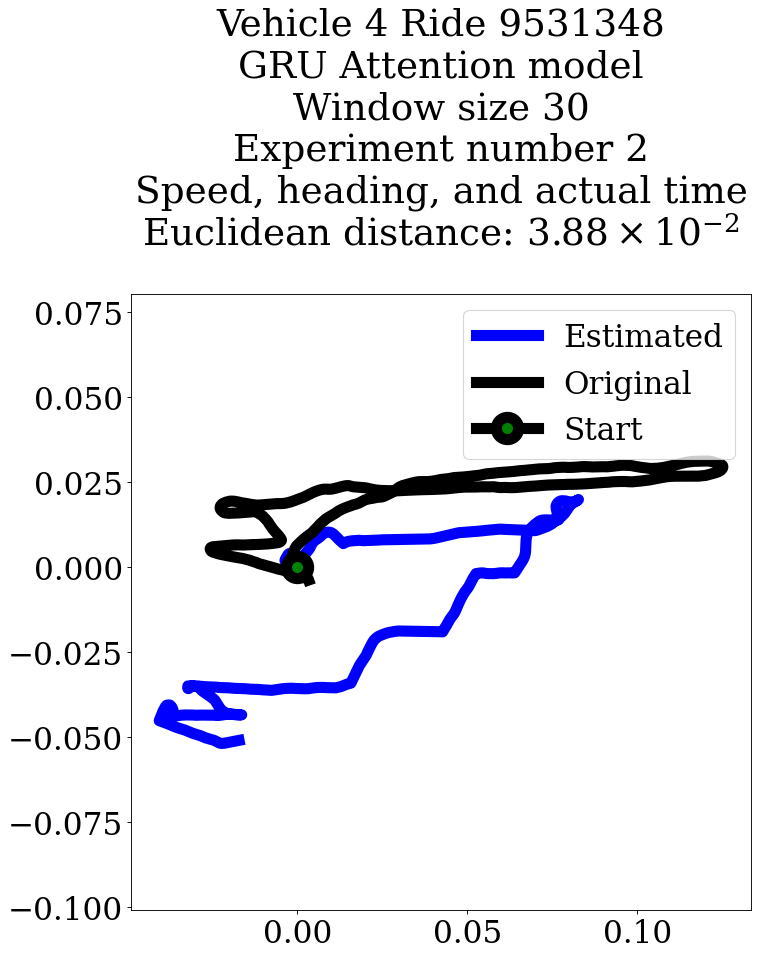 Vehicle 4 Ride 9531348
GRU Attention model
Window size 30
Experiment number 2
Speed, heading, and actual time
Euclidean distance: 3.88 × 10⁻²
Estimated
Original
Start
0.075
0.050
0.025
0.000
−0.025
−0.050
−0.075
−0.100
0.00 0.05 0.10